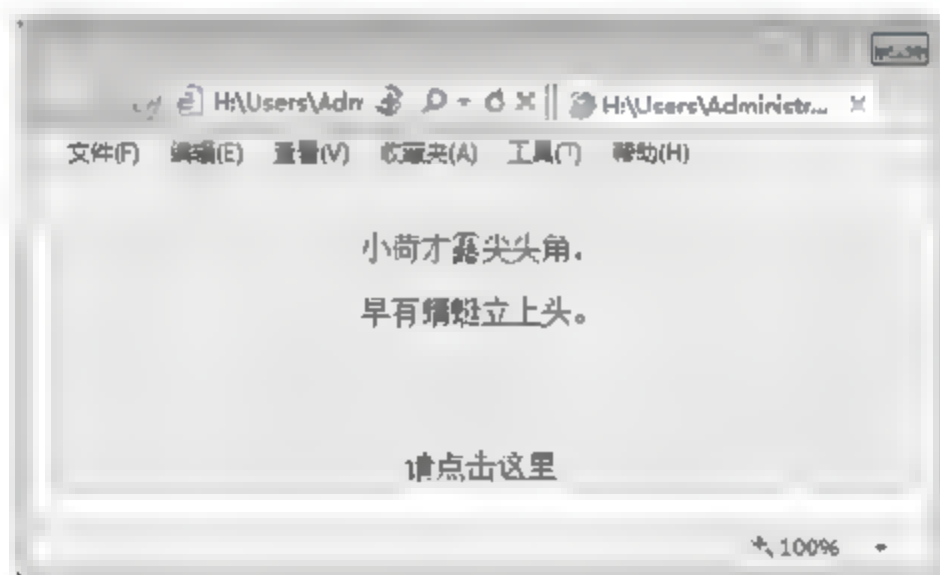 H:\Users\Adm
H:\Users\Administr...
文件(F) 编辑(E) 查看(V) 收藏夹(A) 工具(T) 帮助(H)
小荷才露尖头角.
早有蜻蜓立上头。
请点击这里
100%